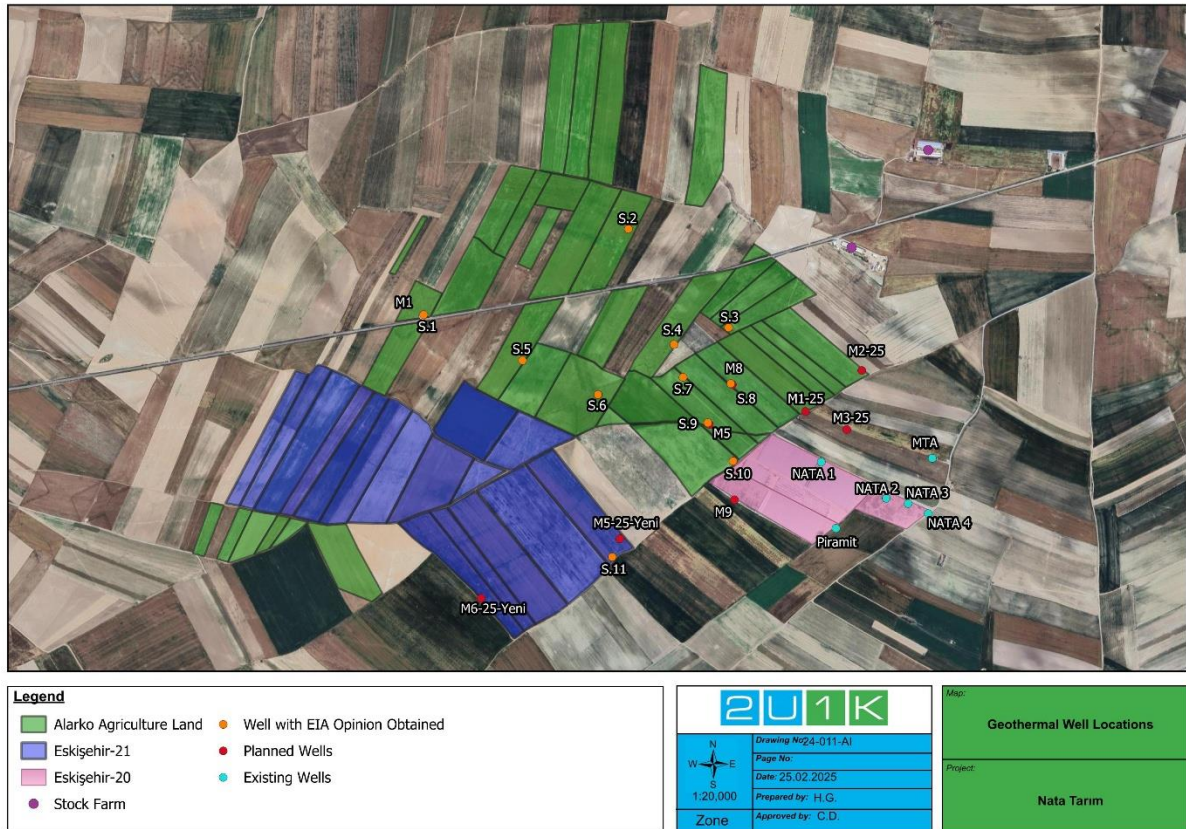 S.2
M1
S.1
S.3
S.4
S.5
M2-25
M8
S.7
S.8
S.6
M1-25
S.9
M5
M3-25
MTA
S.10
NATA 1
NATA 2
NATA 3
M9
NATA 4
Piramit
M5-25-Yeni
S.11
M6-25-Yeni
Legend
Alarko Agriculture Land
Eskişehir-21
Eskişehir-20
Stock Farm
Well with EIA Opinion Obtained
Planned Wells
Existing Wells
2U1K
N
W E
S
1:20,000
Zone
Drawing No: 24-011-AI
Page No:
Date: 25.02.2025
Prepared by: H.G.
Approved by: C.D.
Map:
Geothermal Well Locations
Project:
Nata Tarım